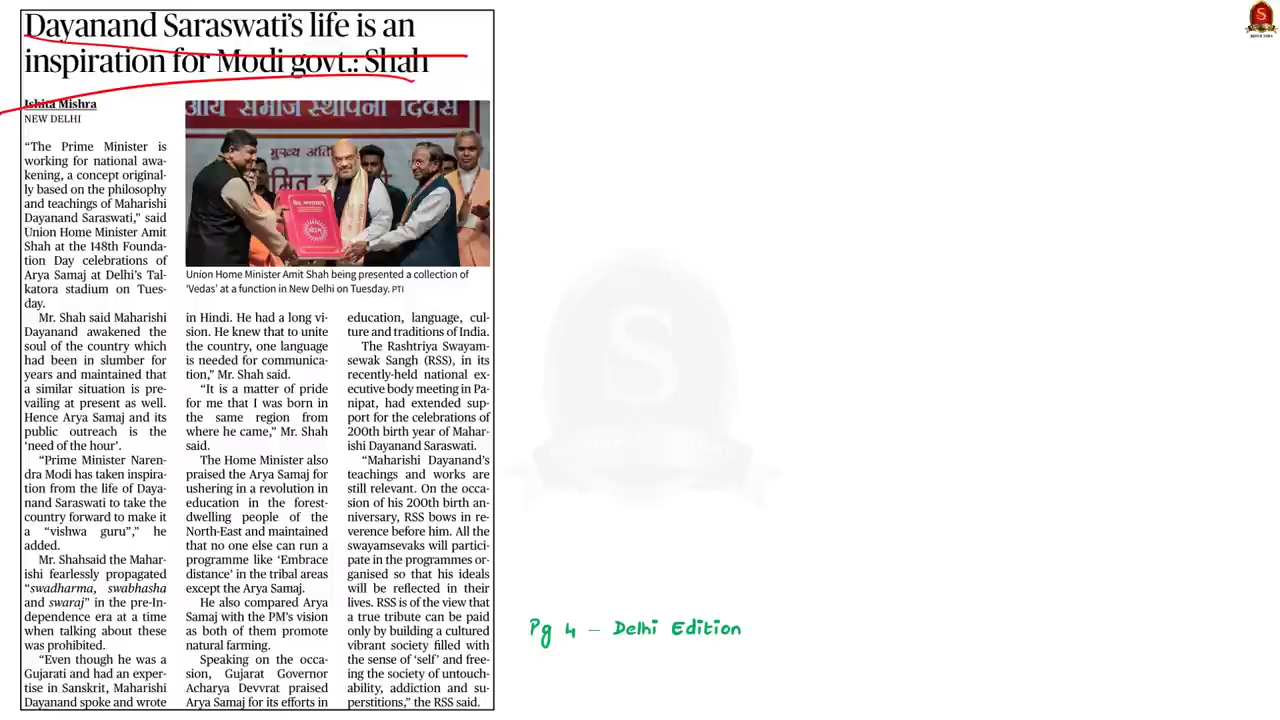 Dayanand Saraswati’s life is an
inspiration for Modi govt.: Shah
Ishita Mishra
NEW DELHI
“The Prime Minister is
working for national awa-
kening, a concept original-
ly based on the philosophy
and teachings of Maharishi
Dayanand Saraswati,” said
Union Home Minister Amit
Shah at the 148th Founda-
tion Day celebrations of
Arya Samaj at Delhi’s Tal-
katora stadium on Tues-
day.
Mr. Shah said Maharishi
Dayanand awakened the
soul of the country which
had been in slumber for
years and maintained that
a similar situation is pre-
vailing at present as well.
Hence Arya Samaj and its
public outreach is the
‘need of the hour’.
“Prime Minister Naren-
dra Modi has taken inspira-
tion from the life of Daya-
nand Saraswati to take the
country forward to make it
a “vishwa guru”,” he
added.
Mr. Shahsaid the Mahar-
ishi fearlessly propagated
“swadharma, swabhasha
and swaraj” in the pre-In-
dependence era at a time
when talking about these
was prohibited.
“Even though he was a
Gujarati and had an exper-
tise in Sanskrit, Maharishi
Dayanand spoke and wrote
आय समाज स्थापना दिवस
मुख्य अति
Union Home Minister Amit Shah being presented a collection of
‘Vedas’ at a function in New Delhi on Tuesday. PTI
in Hindi. He had a long vi-
sion. He knew that to unite
the country, one language
is needed for communica-
tion,” Mr. Shah said.
“It is a matter of pride
for me that I was born in
the same region from
where he came,” Mr. Shah
said.
The Home Minister also
praised the Arya Samaj for
ushering in a revolution in
education in the forest-
dwelling people of the
North-East and maintained
that no one else can run a
programme like ‘Embrace
distance’ in the tribal areas
except the Arya Samaj.
He also compared Arya
Samaj with the PM’s vision
as both of them promote
natural farming.
Speaking on the occa-
sion, Gujarat Governor
Acharya Devvrat praised
Arya Samaj for its efforts in
education, language, cul-
ture and traditions of India.
The Rashtriya Swayam-
sewak Sangh (RSS), in its
recently-held national ex-
ecutive body meeting in Pa-
nipat, had extended sup-
port for the celebrations of
200th birth year of Mahar-
ishi Dayanand Saraswati.
“Maharishi Dayanand’s
teachings and works are
still relevant. On the occa-
sion of his 200th birth an-
niversary, RSS bows in re-
verence before him. All the
swayamsevaks will partici-
pate in the programmes or-
ganised so that his ideals
will be reflected in their
lives. RSS is of the view that
a true tribute can be paid
only by building a cultured
vibrant society filled with
the sense of ‘self’ and free-
ing the society of untouch-
ability, addiction and su-
perstitions,” the RSS said.
Pg 4 – Delhi Edition
S
SINCE 2004
S